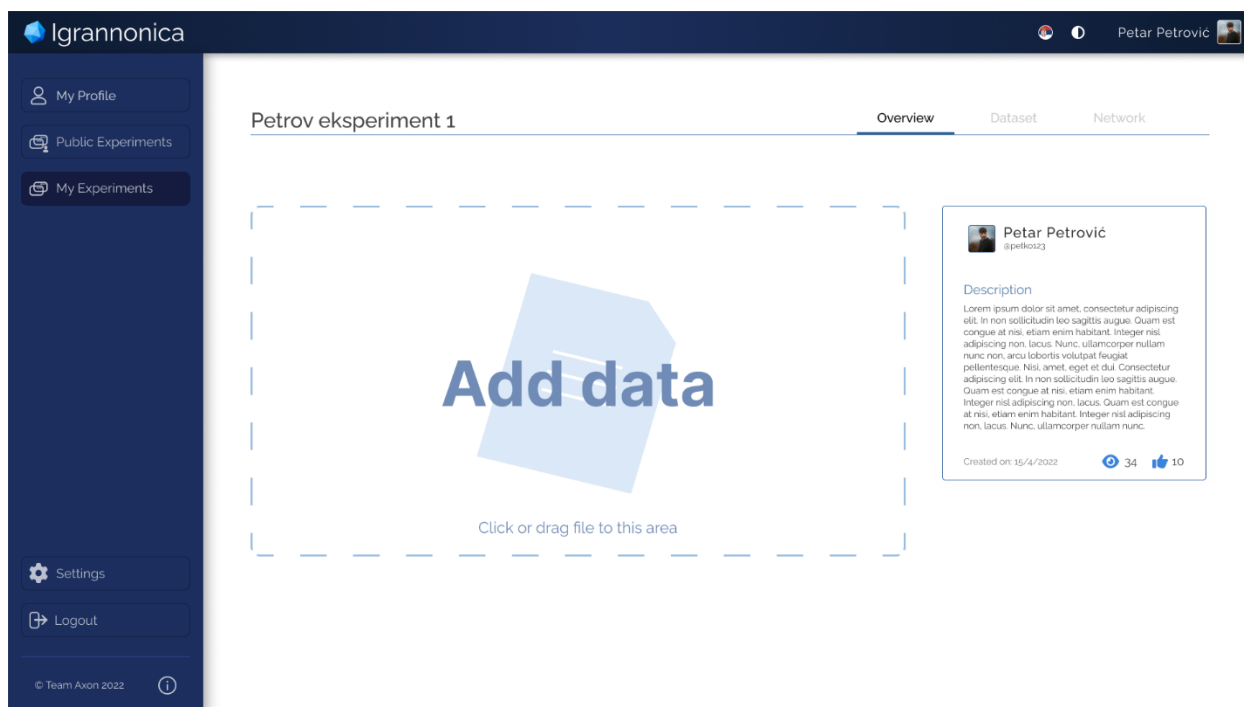 Igrannonica
Petar Petrović
My Profile
Public Experiments
My Experiments
Settings
Logout
© Team Axon 2022
Petrov eksperiment 1
Overview
Dataset
Network
Add data
Click or drag file to this area
Petar Petrović
@petko123
Description
Lorem ipsum dolor sit amet, consectetur adipiscing
elit. In non sollicitudin leo sagittis augue. Quam est
congue at nisi, etiam enim habitant. Integer nisl
adipiscing non, lacus. Nunc, ullamcorper nullam
nunc non, arcu lobortis volutpat feugiat
pellentesque. Nisi, amet, eget et dui. Consectetur
adipiscing elit. In non sollicitudin leo sagittis augue.
Quam est congue at nisi, etiam enim habitant.
Integer nisl adipiscing non, lacus. Quam est congue
at nisi, etiam enim habitant. Integer nisl adipiscing
non, lacus. Nunc, ullamcorper nullam nunc.
Created on: 15/4/2022
34
10